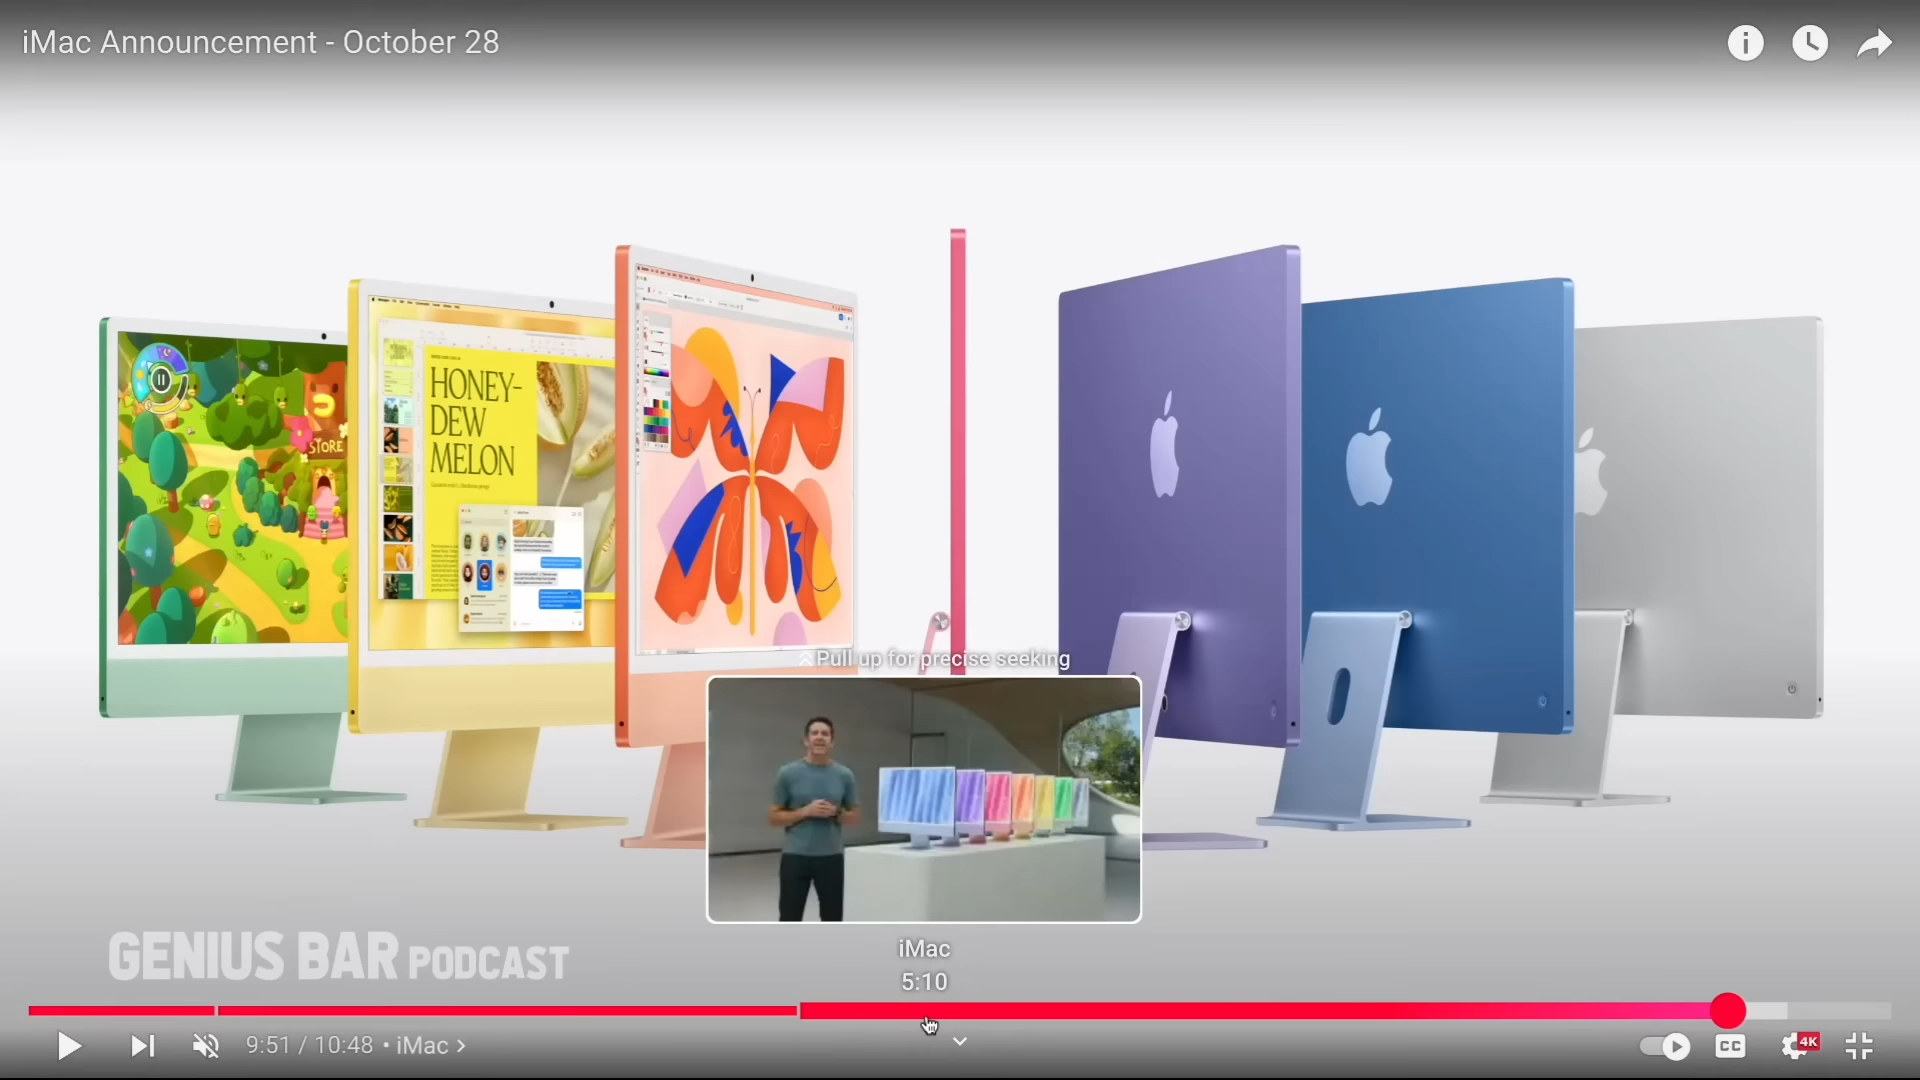 iMac Announcement - October 28
STORE
HONEY-
DEW
MELON
Pull up for precise seeking
GENIUS BAR PODCAST
iMac
5:10
9:51 / 10:48 • iMac
CC
4K